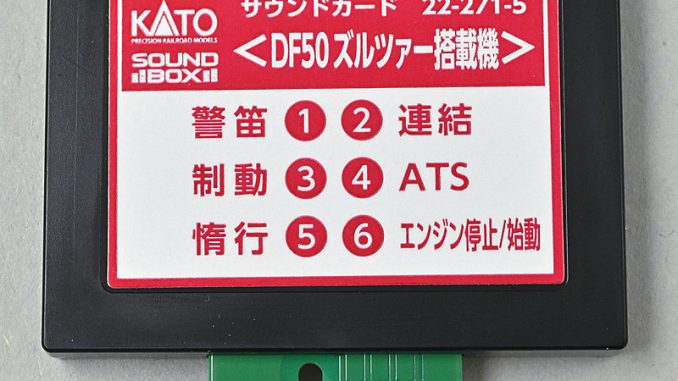 サウンドカード 22-271-5
KATO
PRECISION RAILROAD MODELS
SOUND BOX
<DF50 ズルツァー搭載機>
警笛 1 2 連結
制動 3 4 ATS
惰行 5 6 エンジン停止/始動